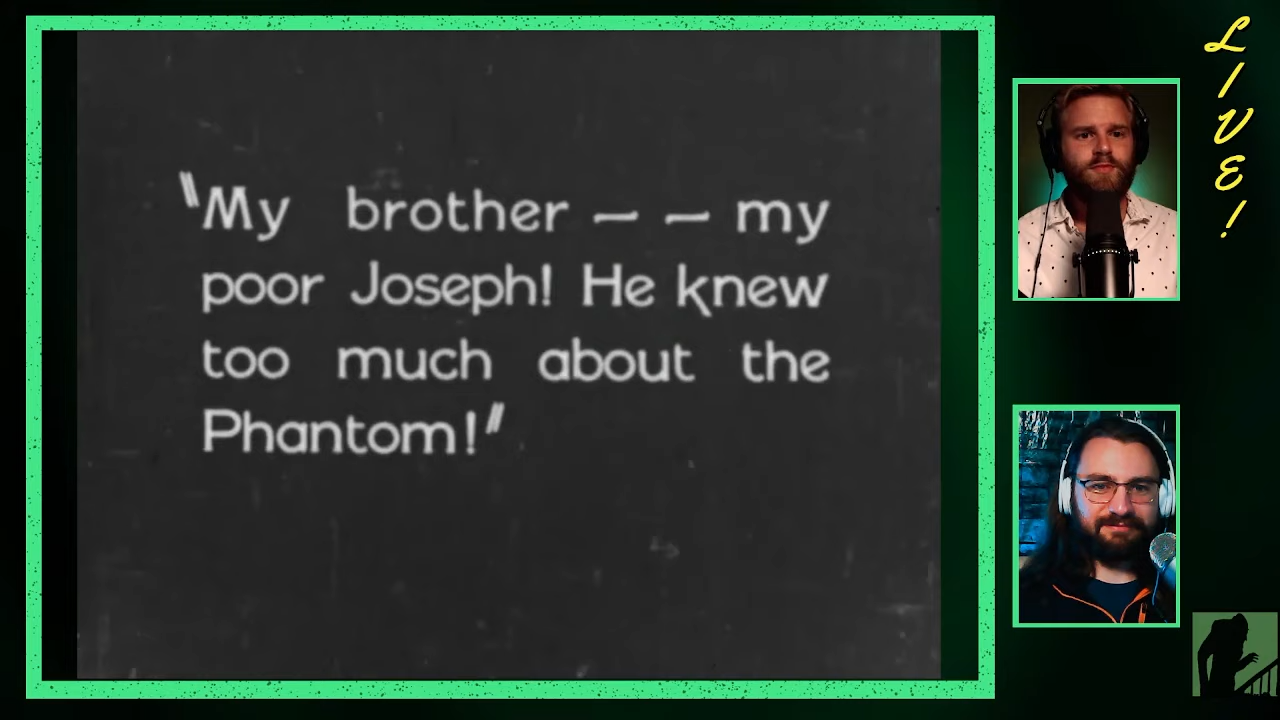 "My brother — — my
poor Joseph! He knew
too much about the
Phantom!"
LIVE!